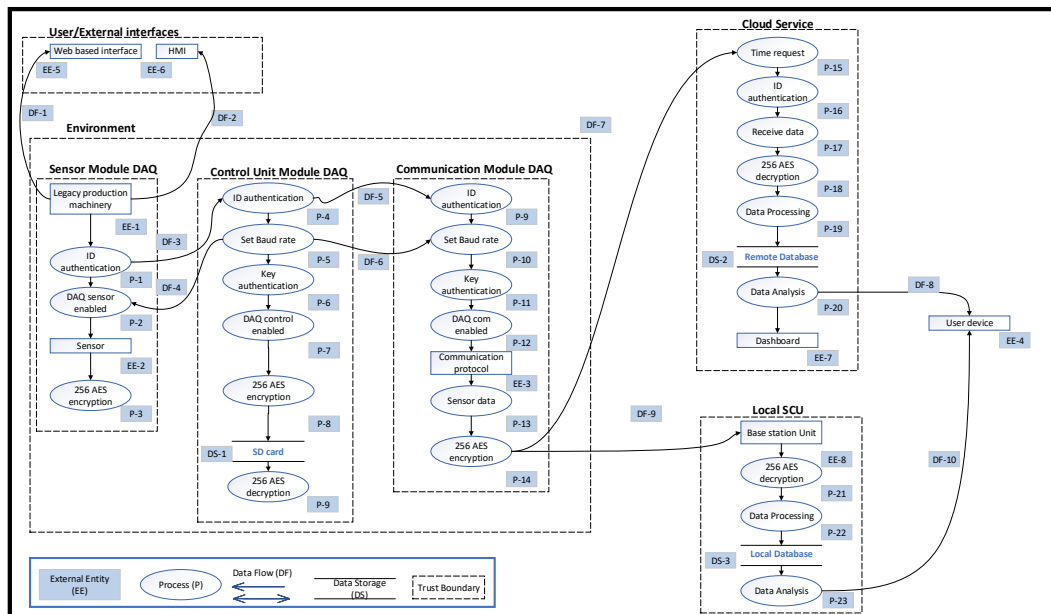 User/External interfaces
Web based interface
HMI
EE-5
EE-6
DF-1
DF-2
Environment
DF-7
Sensor Module DAQ
Legacy production
machinery
EE-1
DF-3
ID
authentication
P-1
DF-4
DAQ sensor
enabled
P-2
Sensor
EE-2
256 AES
encryption
P-3
Control Unit Module DAQ
ID authentication
P-4
DF-5
Set Baud rate
P-5
DF-6
Key
authentication
P-6
DAQ control
enabled
P-7
256 AES
encryption
P-8
DS-1
SD card
256 AES
decryption
P-9
Communication Module DAQ
ID
authentication
P-9
Set Baud rate
P-10
Key
authentication
P-11
DAQ com
enabled
P-12
Communication
protocol
EE-3
Sensor data
P-13
256 AES
encryption
P-14
Cloud Service
Time request
P-15
ID
authentication
P-16
Receive data
P-17
256 AES
decryption
P-18
Data Processing
P-19
DS-2
Remote Database
Data Analysis
P-20
DF-8
Dashboard
EE-7
User device
EE-4
DF-9
Local SCU
Base station Unit
EE-8
DF-10
256 AES
decryption
P-21
Data Processing
P-22
DS-3
Local Database
Data Analysis
P-23
External Entity
(EE)
Process (P)
Data Flow (DF)
Data Storage
(DS)
Trust Boundary